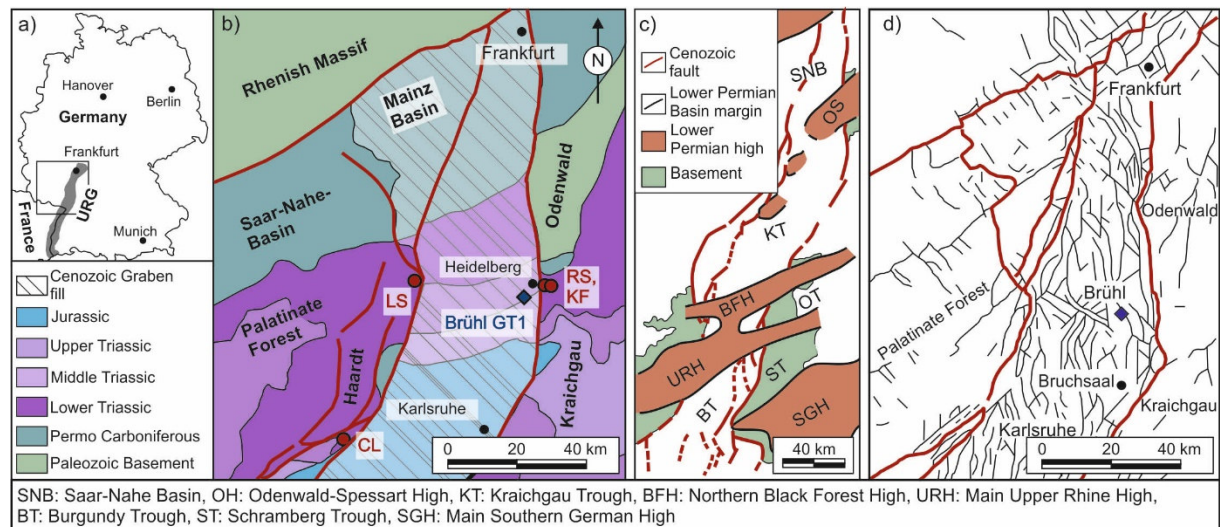 a)
Hanover
Berlin
Germany
Frankfurt
URG
France
Munich
Cenozoic Graben
fill
Jurassic
Upper Triassic
Middle Triassic
Lower Triassic
Permo Carboniferous
Paleozoic Basement
b)
Rhenish Massif
Frankfurt
N
Mainz
Basin
Saar-Nahe-
Basin
Odenwald
Heidelberg
RS,
KF
LS
Brühl GT1
Palatinate
Forest
Haardt
Kraichgau
Karlsruhe
CL
0 20 40 km
c)
Cenozoic
fault
Lower Permian
Basin margin
Lower
Permian high
Basement
SNB
OS
KT
BFH
OT
URH
ST
BT
SGH
40 km
d)
Frankfurt
Odenwald
Palatinate Forest
Brühl
Bruchsaal
Kraichgau
Karlsruhe
0 20 40 km
SNB: Saar-Nahe Basin, OH: Odenwald-Spessart High, KT: Kraichgau Trough, BFH: Northern Black Forest High, URH: Main Upper Rhine High,
BT: Burgundy Trough, ST: Schramberg Trough, SGH: Main Southern German High